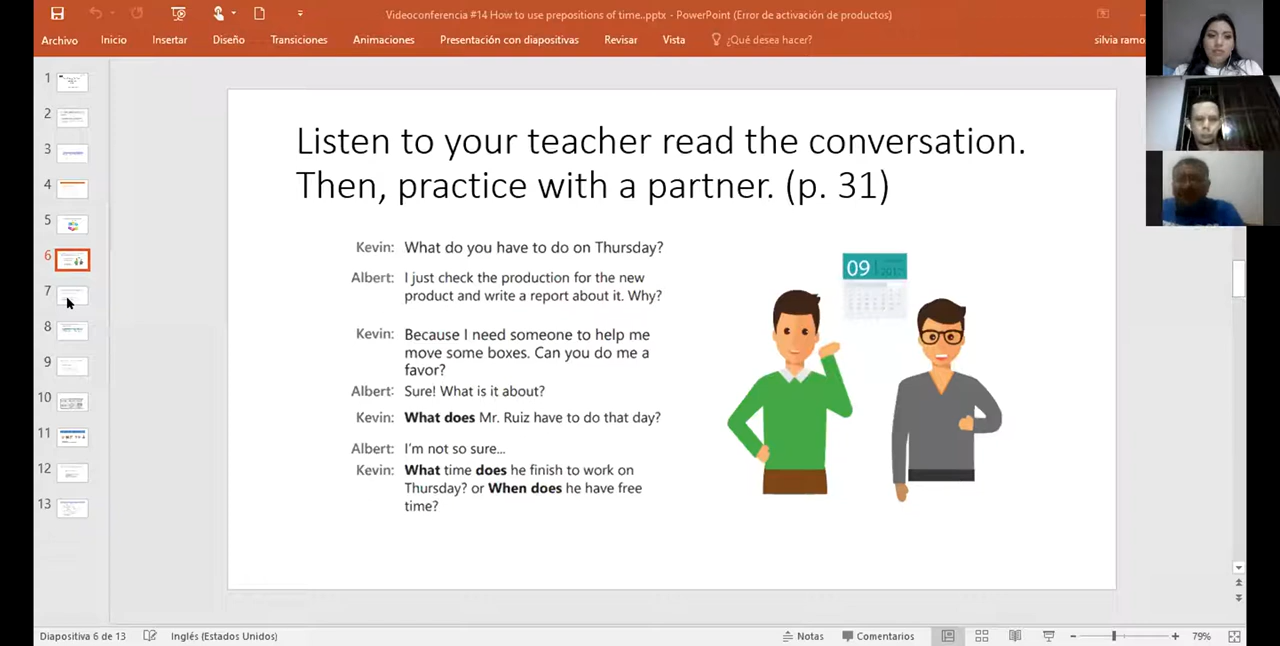 Videoconferencia #14 How to use prepositions of time..pptx - PowerPoint (Error de activación de productos)
Archivo Inicio Insertar Diseño Transiciones Animaciones Presentación con diapositivas Revisar Vista ¿Qué desea hacer? silvia ramo
1
2
3
4
5
6
7
8
9
10
11
12
13
Listen to your teacher read the conversation.
Then, practice with a partner. (p. 31)
Kevin: What do you have to do on Thursday?
Albert: I just check the production for the new
product and write a report about it. Why?
Kevin: Because I need someone to help me
move some boxes. Can you do me a
favor?
Albert: Sure! What is it about?
Kevin: What does Mr. Ruiz have to do that day?
Albert: I'm not so sure...
Kevin: What time does he finish to work on
Thursday? or When does he have free
time?
09
Diapositiva 6 de 13 Inglés (Estados Unidos) Notas Comentarios 79%